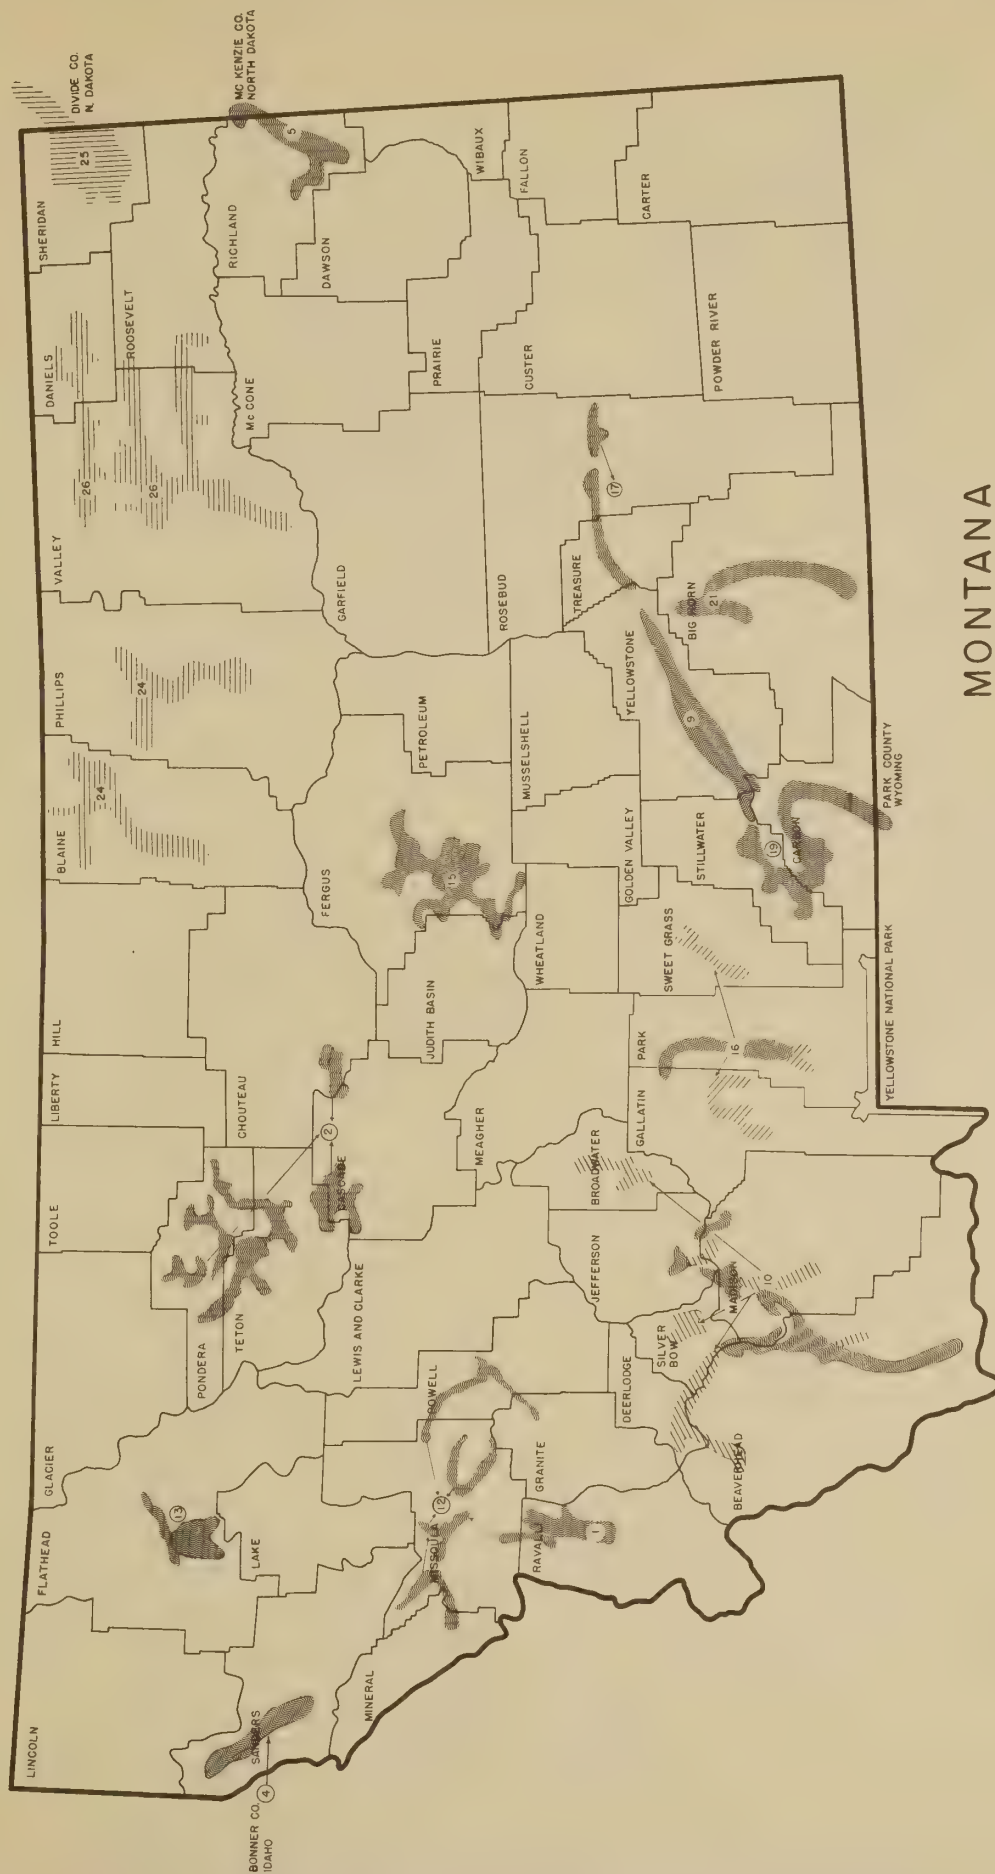 LINCOLN
FLATHEAD
GLACIER
TOOLE
LIBERTY
HILL
BLAINE
PHILLIPS
VALLEY
DANIELS
SHERIDAN
DIVIDE CO.
N. DAKOTA
25
24
24
26
26
ROOSEVELT
13
PONDERA
TETON
CHOUTEAU
LAKE
BONNER CO.
IDAHO
4
SANDERS
2
CASCADE
LEWIS AND CLARKE
FERGUS
GARFIELD
Mc CONE
RICHLAND
MC KENZIE CO.
NORTH DAKOTA
5
DAWSON
MINERAL
MISSOULA
12*
POWELL
JUDITH BASIN
15
PETROLEUM
PRAIRIE
WIBAUX
MEAGHER
RAVALLI
1
GRANITE
DEERLODGE
JEFFERSON
BROADWATER
WHEATLAND
GOLDEN VALLEY
MUSSELSHELL
ROSEBUD
CUSTER
FALLON
SILVER
BOW
GALLATIN
PARK
SWEET GRASS
STILLWATER
YELLOWSTONE
TREASURE
17
CARTER
BEAVERHEAD
MADISON
10
16
9
BIG HORN
21
POWDER RIVER
19
CARBON
YELLOWSTONE NATIONAL PARK
PARK COUNTY
WYOMING
MONTANA